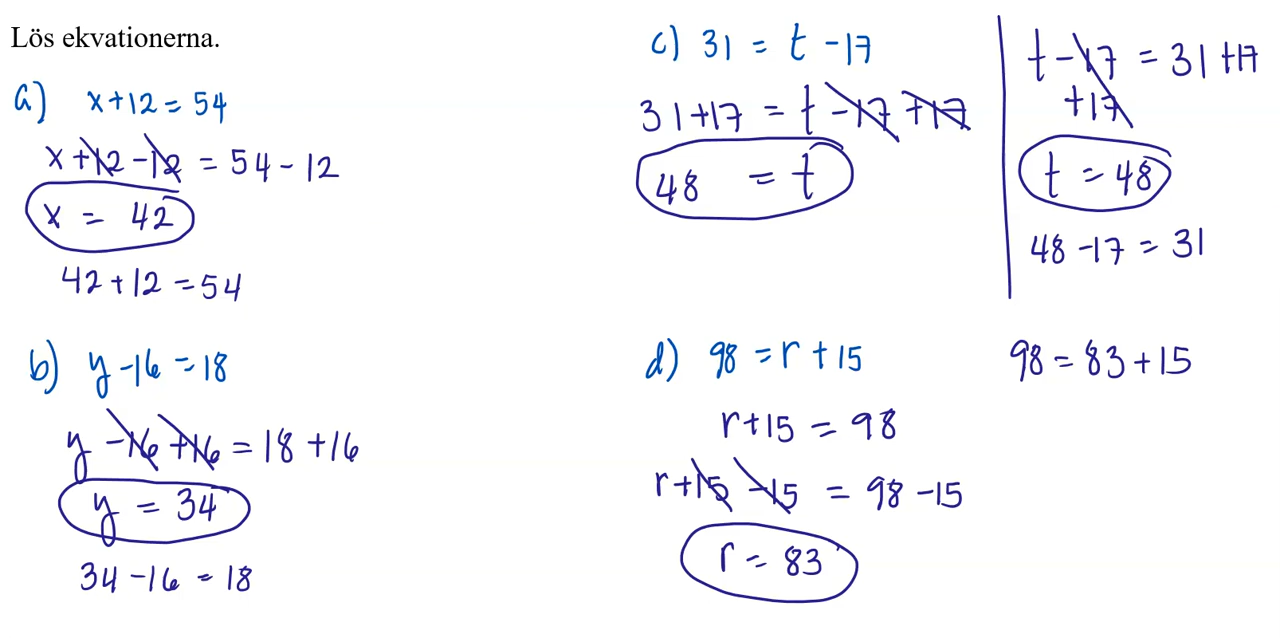 Lös ekvationerna.
a) x+12 = 54
x+12-12 = 54-12
x = 42
42+12 = 54
b) y-16 = 18
y-16+16 = 18+16
y = 34
34-16 = 18
c) 31 = t-17
31+17 = t-17+17
48 = t
t-17 = 31+17
+17
t = 48
48-17 = 31
d) 98 = r+15
r+15 = 98
r+15-15 = 98-15
r = 83
98 = 83+15